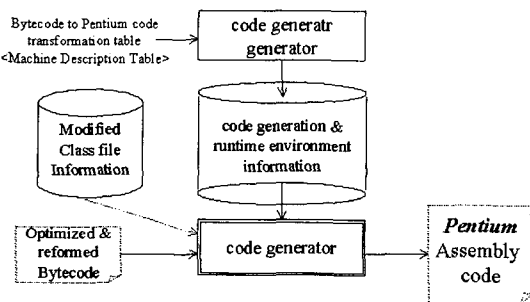 Bytecode to Pentium code
transformation table
<Machine Description Table>
code generatr
generator
Modified
Class file
Information
code generation &
runtime environment
information
Optimized &
reformed
Bytecode
code generator
Pentium
Assembly
code